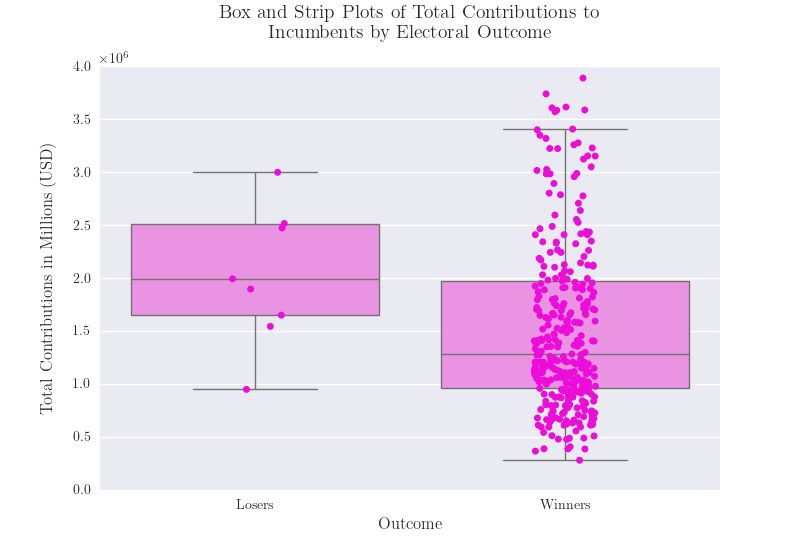 Box and Strip Plots of Total Contributions to
Incumbents by Electoral Outcome
×10⁶
4.0
3.5
3.0
2.5
2.0
1.5
1.0
0.5
0.0
Total Contributions in Millions (USD)
Losers
Winners
Outcome